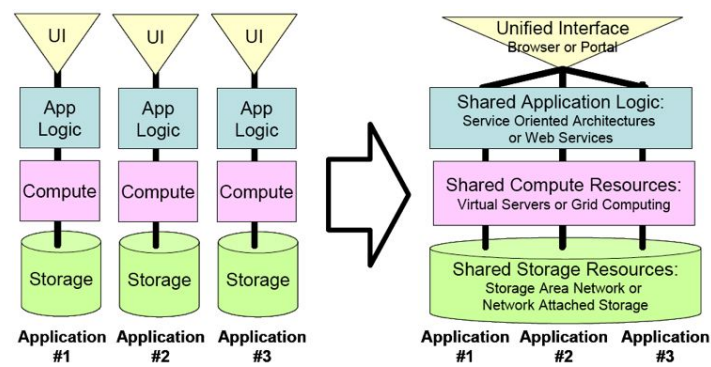 UI
UI
UI
App
Logic
App
Logic
App
Logic
Compute
Compute
Compute
Storage
Storage
Storage
Application
#1
Application
#2
Application
#3
Unified Interface
Browser or Portal
Shared Application Logic:
Service Oriented Architectures
or Web Services
Shared Compute Resources:
Virtual Servers or Grid Computing
Shared Storage Resources:
Storage Area Network or
Network Attached Storage
Application
#1
Application
#2
Application
#3